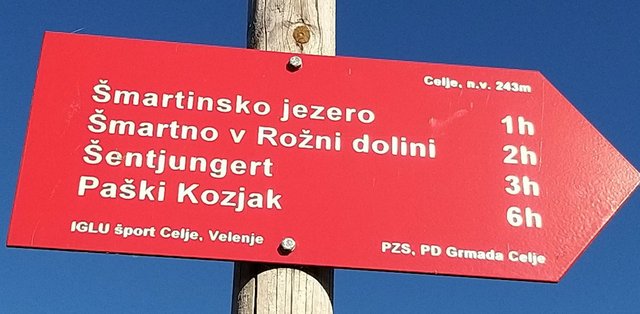 Celje, n.v. 243m
Šmartinsko jezero 1h
Šmartno v Rožni dolini 2h
Šentjungert 3h
Paški Kozjak 6h
IGLU šport Celje, Velenje
PZS, PD Grmada Celje